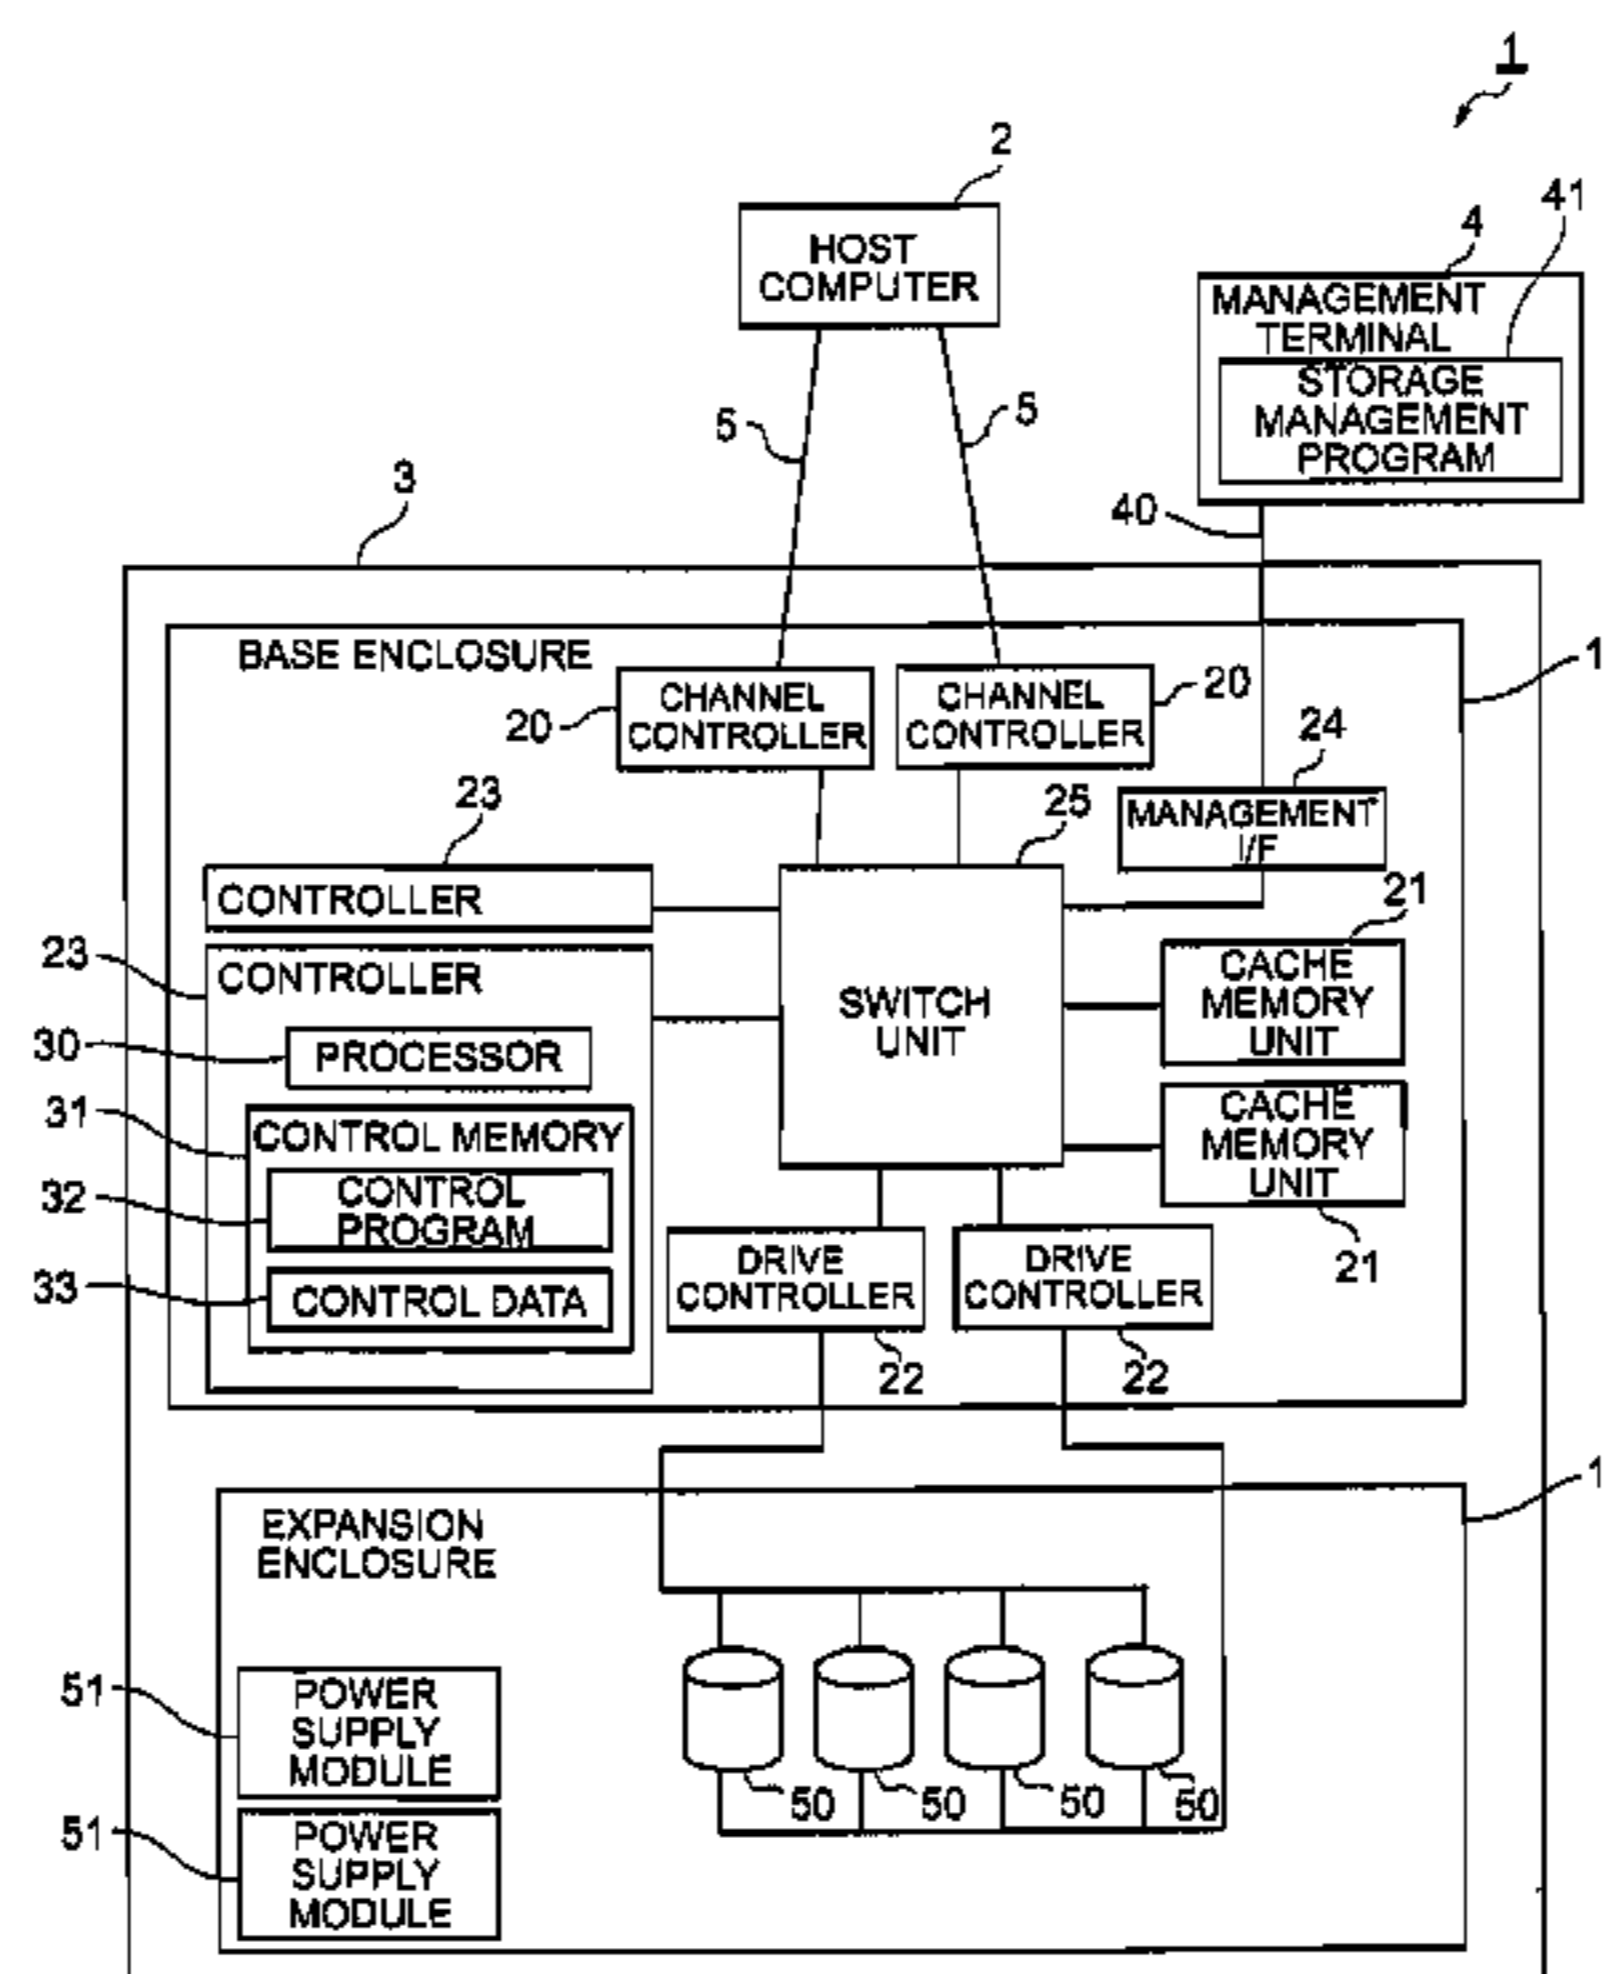 1
2
HOST
COMPUTER
4
41
MANAGEMENT
TERMINAL
STORAGE
MANAGEMENT
PROGRAM
5
5
40
3
BASE ENCLOSURE
1
CHANNEL
CONTROLLER
20
CHANNEL
CONTROLLER
20
24
MANAGEMENT
I/F
23
CONTROLLER
25
SWITCH
UNIT
21
CACHE
MEMORY
UNIT
23
CONTROLLER
30
PROCESSOR
31
CONTROL MEMORY
32
CONTROL
PROGRAM
33
CONTROL DATA
CACHE
MEMORY
UNIT
21
DRIVE
CONTROLLER
22
DRIVE
CONTROLLER
22
1
EXPANSION
ENCLOSURE
51
POWER
SUPPLY
MODULE
51
POWER
SUPPLY
MODULE
50
50
50
50